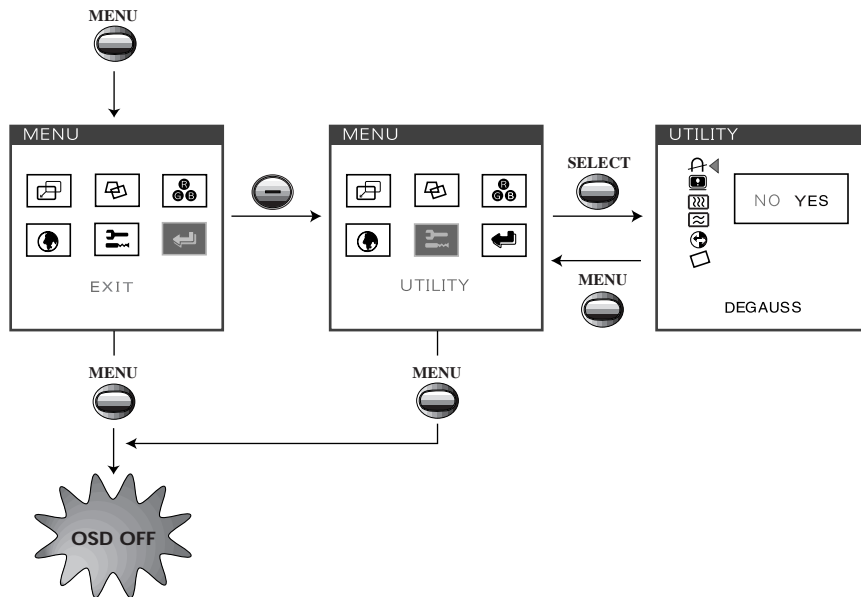 MENU
MENU
R
G B
EXIT
MENU
R
G B
UTILITY
SELECT
MENU
UTILITY
NO YES
DEGAUSS
MENU
MENU
OSD OFF